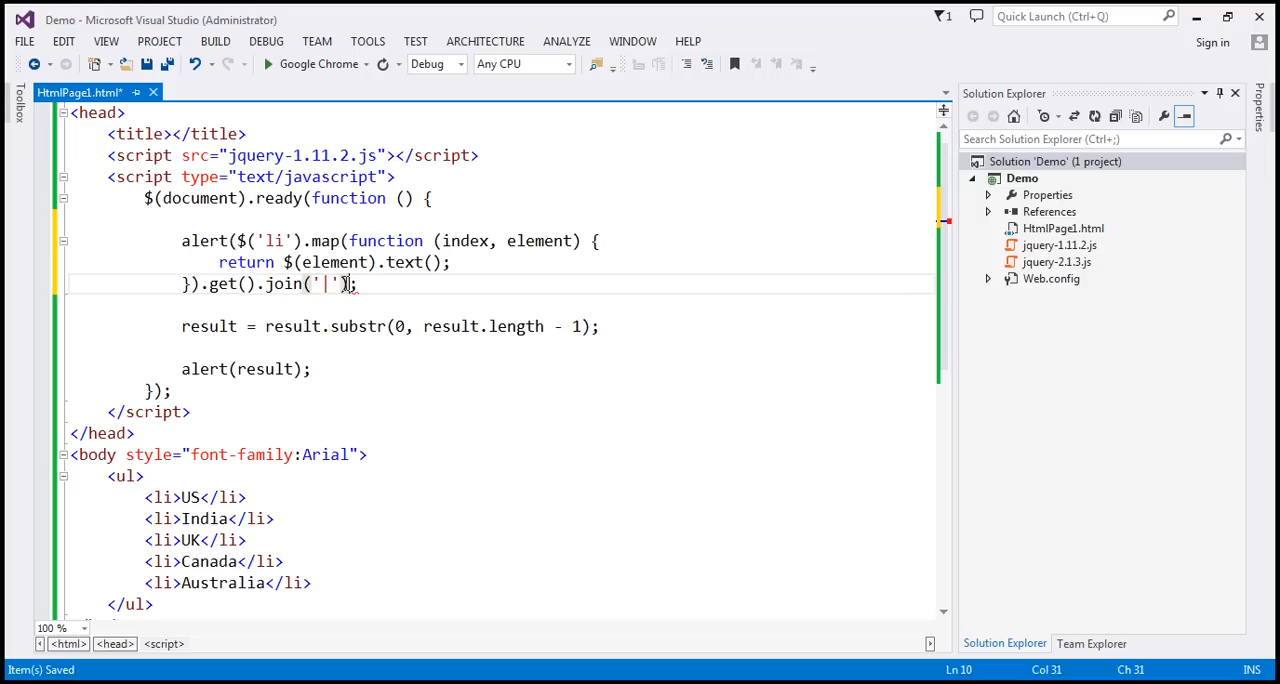 Demo - Microsoft Visual Studio (Administrator)
1
Quick Launch (Ctrl+Q)
FILE EDIT VIEW PROJECT BUILD DEBUG TEAM TOOLS TEST ARCHITECTURE ANALYZE WINDOW HELP
Sign in
Google Chrome Debug Any CPU
Toolbox
HtmlPage1.html*
<head>
<title></title>
<script src="jquery-1.11.2.js"></script>
<script type="text/javascript">
$(document).ready(function () {
alert($('li').map(function (index, element) {
return $(element).text();
}).get().join('|');
result = result.substr(0, result.length - 1);
alert(result);
});
</script>
</head>
<body style="font-family:Arial">
<ul>
<li>US</li>
<li>India</li>
<li>UK</li>
<li>Canada</li>
<li>Australia</li>
</ul>
100 %
<html> <head> <script>
Solution Explorer
Search Solution Explorer (Ctrl+;)
Solution 'Demo' (1 project)
Demo
Properties
References
HtmlPage1.html
jquery-1.11.2.js
jquery-2.1.3.js
Web.config
Solution Explorer Team Explorer
Properties
Item(s) Saved
Ln 10 Col 31 Ch 31 INS